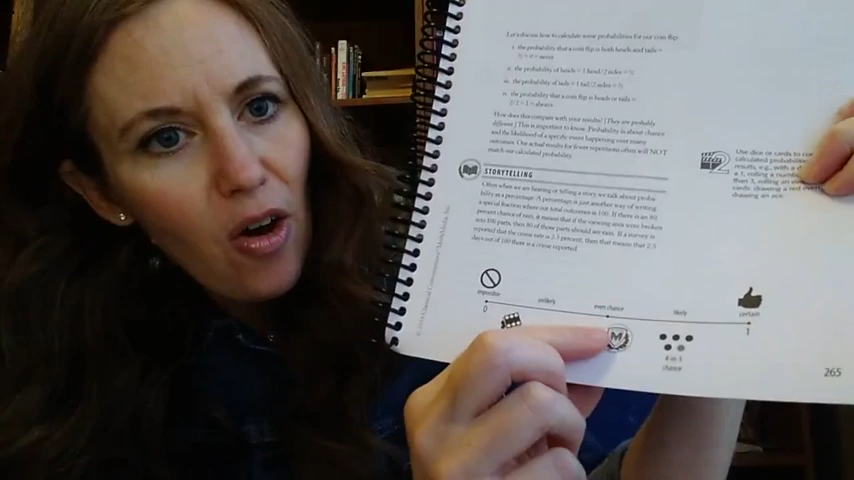 Let's discuss how to calculate some probabilities for our coin flip:
i. the probability that a coin flip is both heads and tails =
= never
ii. the probability of heads = 1 head/2 sides = ½
iii. the probability of tails = 1 tail/2 sides = ½
iv. the probability that a coin flip is heads or tails =
2/2 = 1 = always
How does this compare with your results? [They are probably
different.] This is important to know. Probability is about chance
and the likelihood of a specific event happening over many
outcomes. Our actual results for fewer repetitions often will NOT
match our calculated probability.
STORYTELLING
Often when we are hearing or telling a story we talk about proba-
bility as a percentage. A percentage is just another way of writing
a special fraction where our total outcomes is 100. If there is an 80
percent chance of rain, it means that if the viewing area were broken
into 100 parts, then 80 of those parts should see rain. If a survey
reported that the crime rate is 2.5 percent, then that means that 2.5
days out of 100 there is a crime reported.
2
Use dice or cards to
calculated
results, e.g., with a
1, rolling a
than 3, rolling an
cards: drawing a red
drawing an ace.
impossible
unlikely
even chance
likely
certain
0
1
M
4-in-5
chance
265